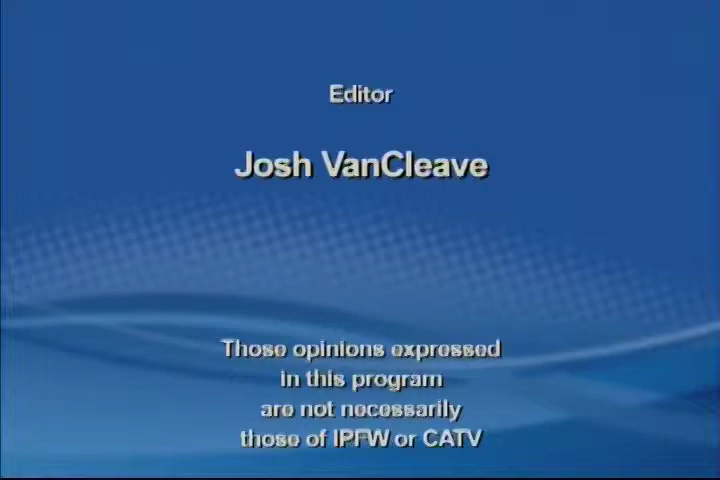 Editor
Josh VanCleave
Those opinions expressed
in this program
are not necessarily
those of IPFW or CATV